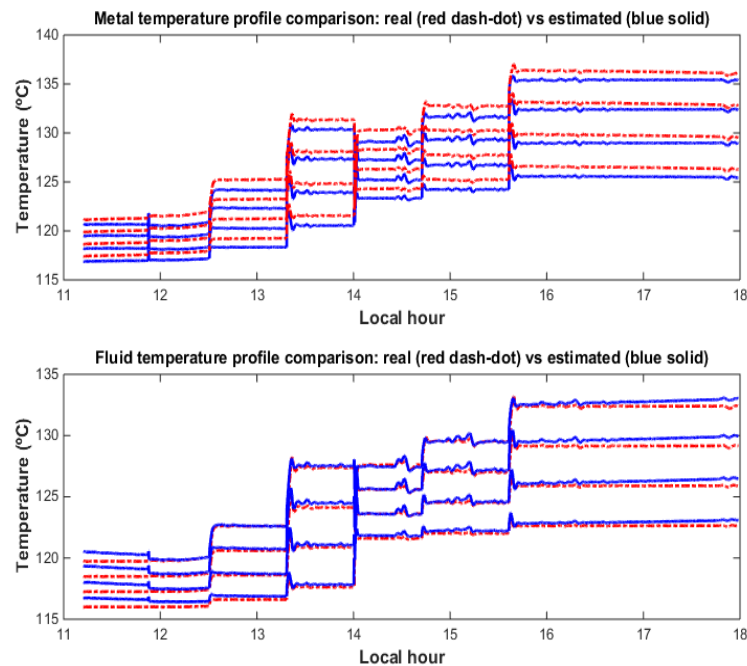 Metal temperature profile comparison: real (red dash-dot) vs estimated (blue solid)
140
135
130
125
120
115
Temperature (ºC)
11 12 13 14 15 16 17 18
Local hour
Fluid temperature profile comparison: real (red dash-dot) vs estimated (blue solid)
135
130
125
120
115
Temperature (ºC)
11 12 13 14 15 16 17 18
Local hour